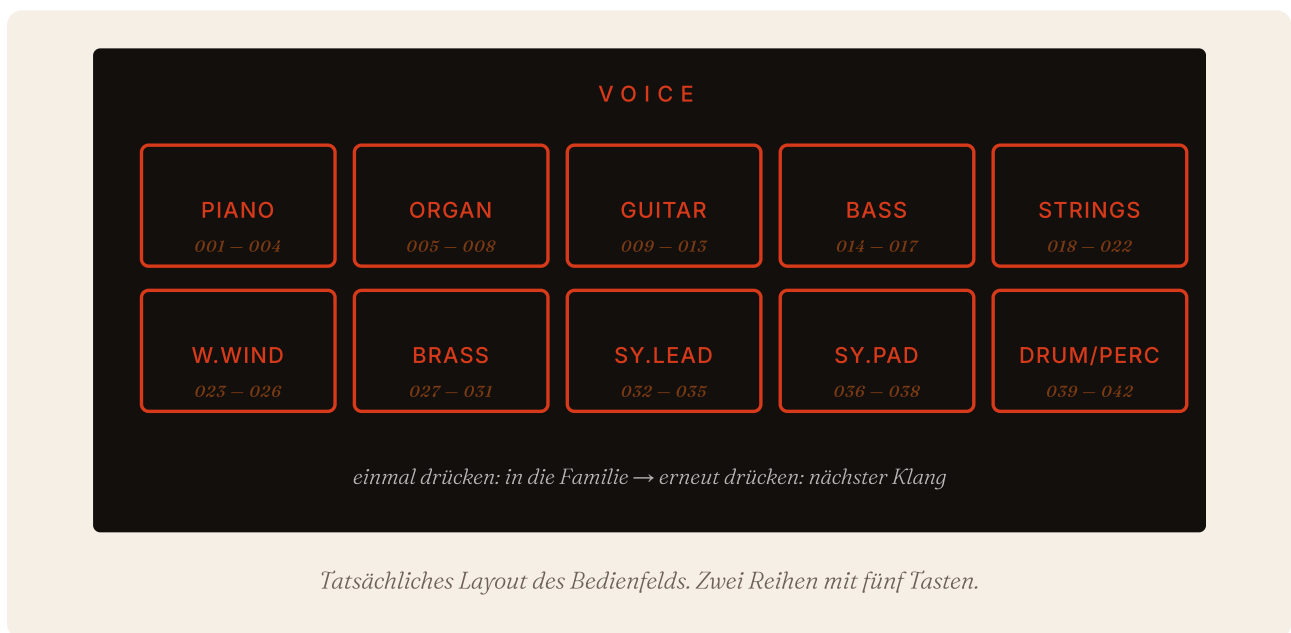 VOICE
PIANO
001 — 004
ORGAN
005 — 008
GUITAR
009 — 013
BASS
014 — 017
STRINGS
018 — 022
W.WIND
023 — 026
BRASS
027 — 031
SY.LEAD
032 — 035
SY.PAD
036 — 038
DRUM/PERC
039 — 042
einmal drücken: in die Familie → erneut drücken: nächster Klang
Tatsächliches Layout des Bedienfelds. Zwei Reihen mit fünf Tasten.